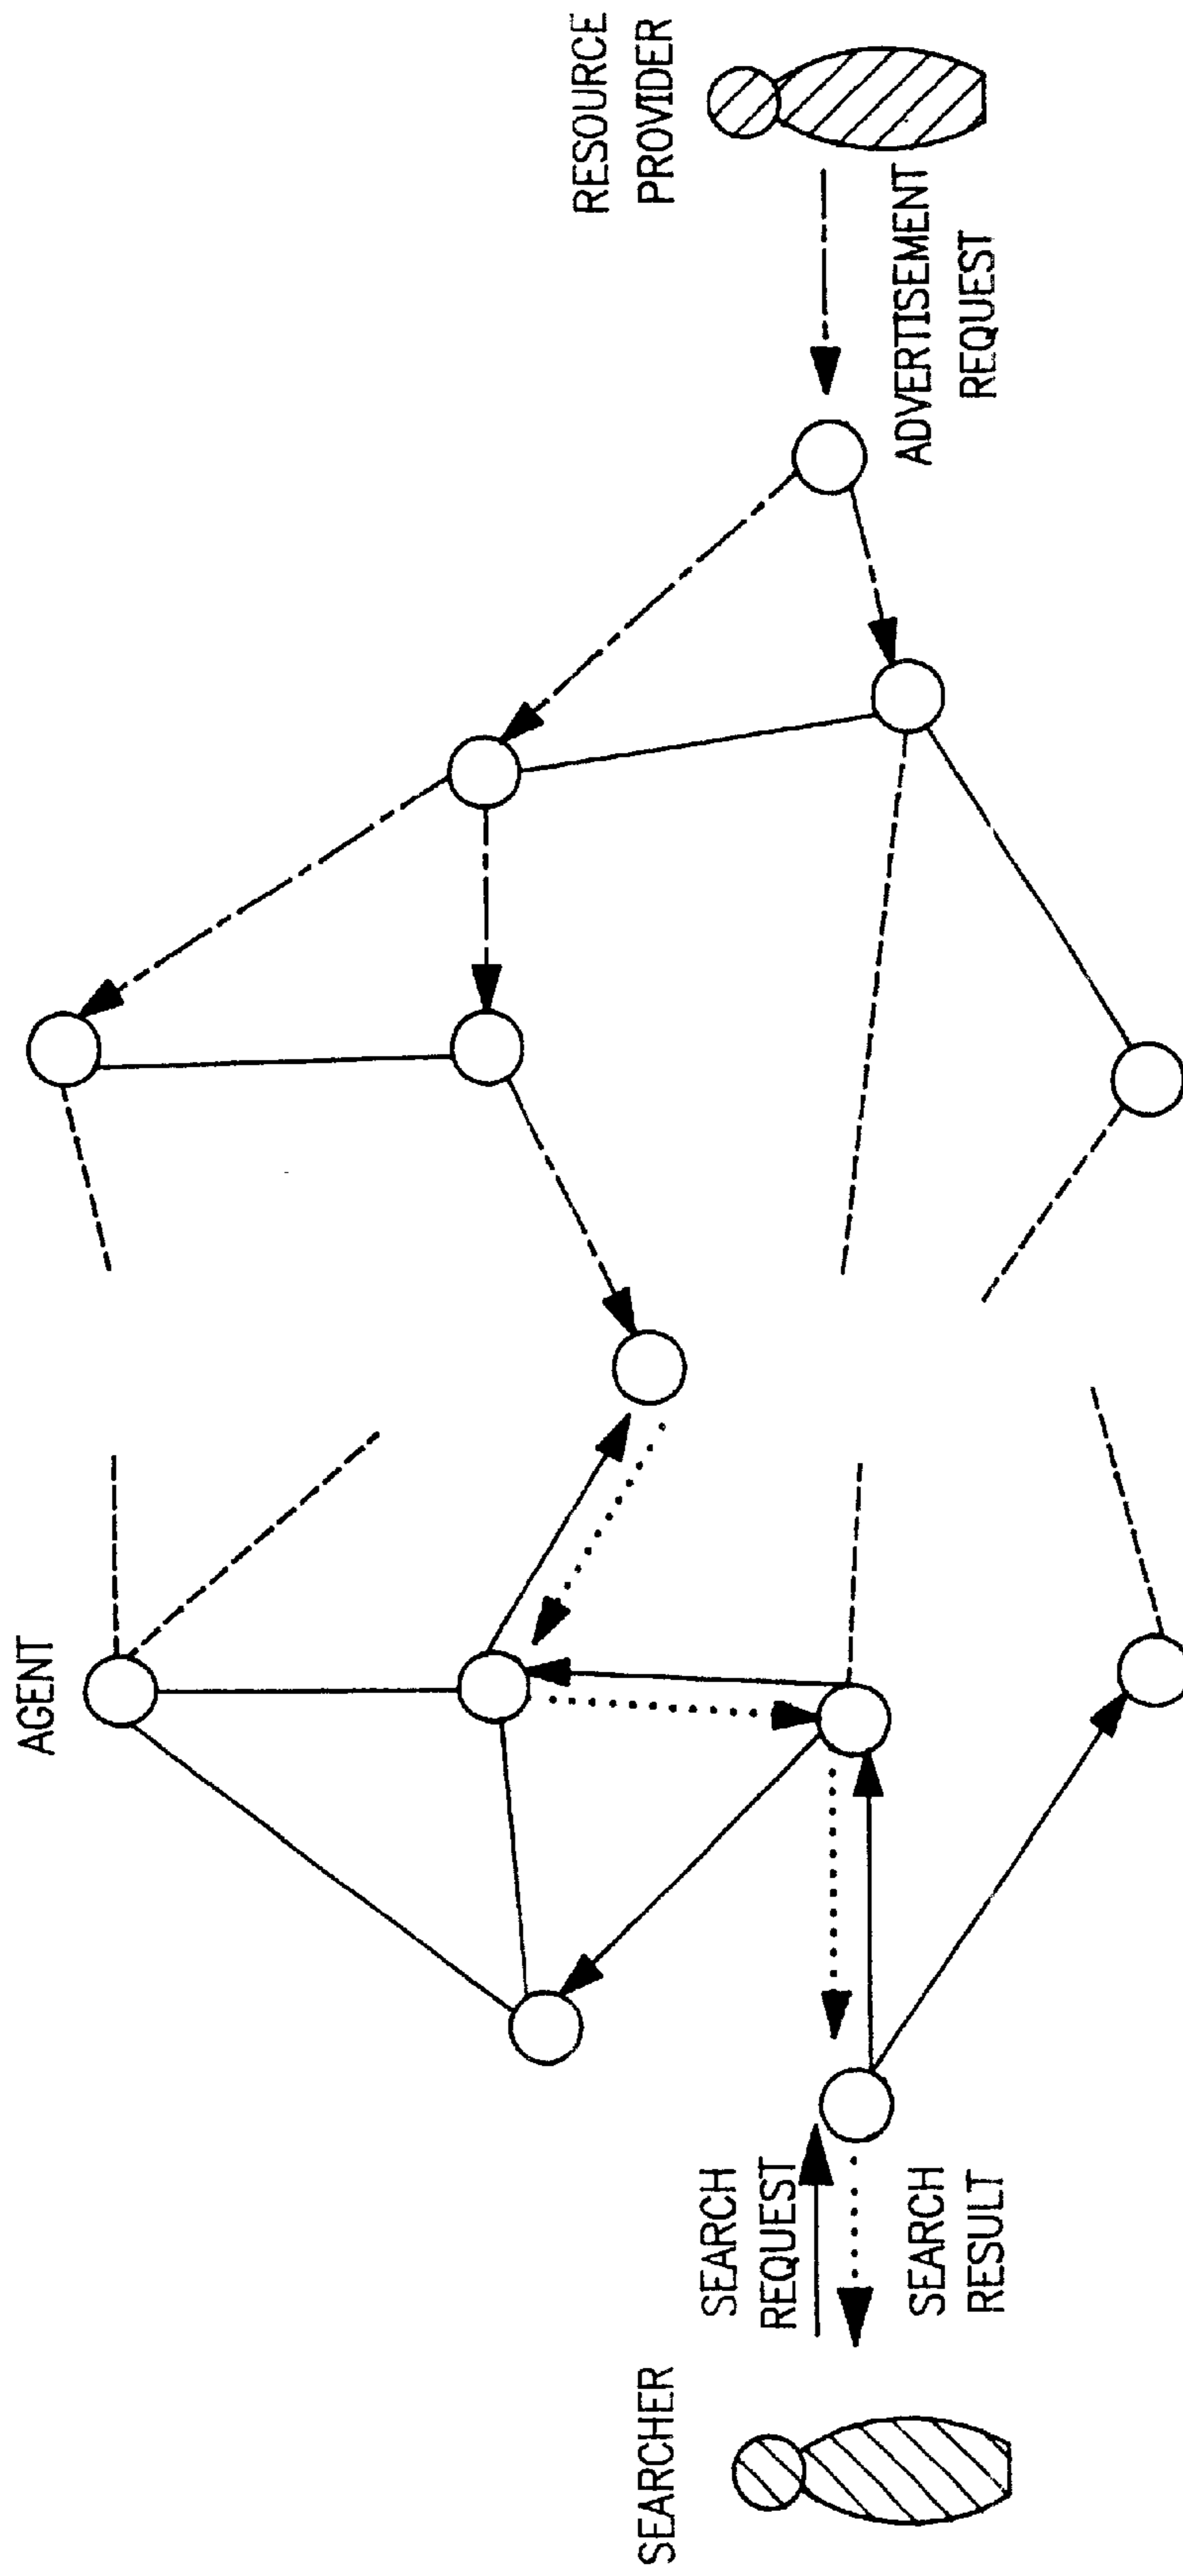 AGENT
SEARCHER
SEARCH
REQUEST
SEARCH
RESULT
RESOURCE
PROVIDER
ADVERTISEMENT
REQUEST